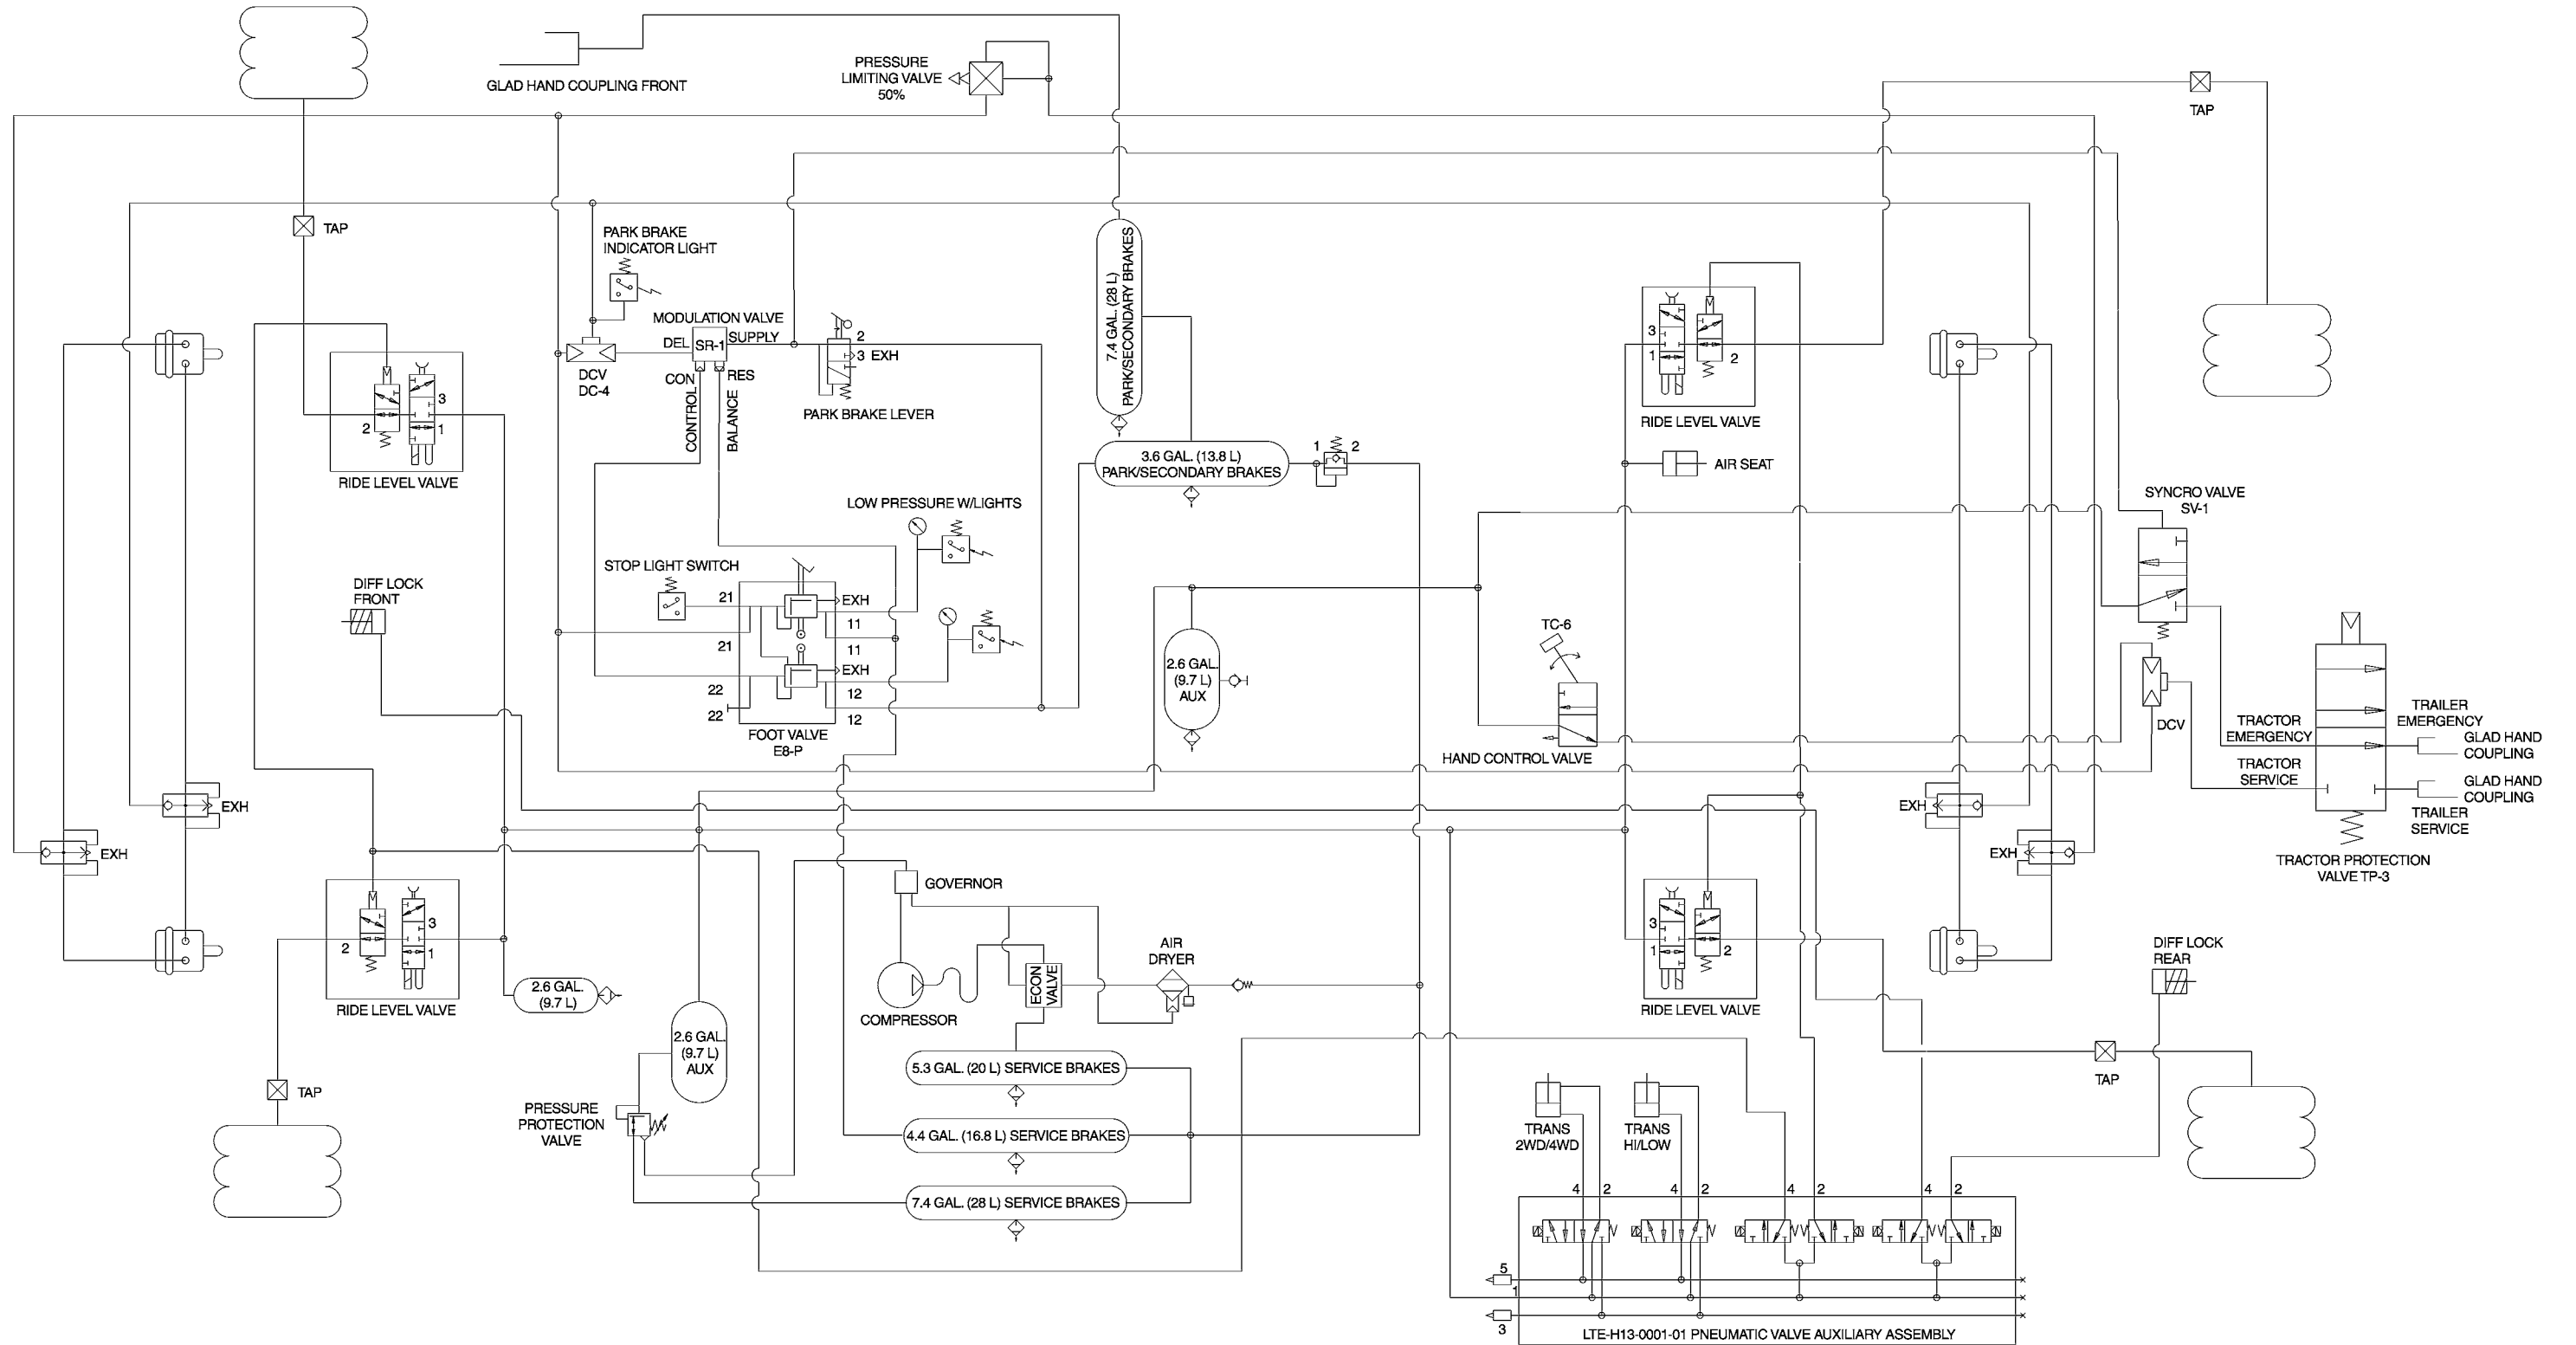 GLAD HAND COUPLING FRONT
PRESSURE
LIMITING VALVE
50%
TAP
TAP
PARK BRAKE
INDICATOR LIGHT
7.4 GAL. (28 L)
PARK/SECONDARY BRAKES
MODULATION VALVE
DEL
SR-1
SUPPLY
2
3 EXH
DCV
DC-4
CON
RES
CONTROL
BALANCE
PARK BRAKE LEVER
3
2
1
RIDE LEVEL VALVE
3
1
2
RIDE LEVEL VALVE
3.6 GAL. (13.8 L)
PARK/SECONDARY BRAKES
1
2
AIR SEAT
LOW PRESSURE W/LIGHTS
SYNCRO VALVE
SV-1
STOP LIGHT SWITCH
DIFF LOCK
FRONT
21
EXH
11
21
11
EXH
22
12
22
12
FOOT VALVE
E8-P
2.6 GAL.
(9.7 L)
AUX
TC-6
HAND CONTROL VALVE
DCV
TRACTOR
EMERGENCY
TRACTOR
SERVICE
TRAILER
EMERGENCY
GLAD HAND
COUPLING
GLAD HAND
COUPLING
TRAILER
SERVICE
TRACTOR PROTECTION
VALVE TP-3
EXH
EXH
EXH
EXH
GOVERNOR
3
2
1
RIDE LEVEL VALVE
2.6 GAL.
(9.7 L)
COMPRESSOR
ECON
VALVE
AIR
DRYER
3
1
2
RIDE LEVEL VALVE
DIFF LOCK
REAR
TAP
TAP
2.6 GAL.
(9.7 L)
AUX
PRESSURE
PROTECTION
VALVE
5.3 GAL. (20 L) SERVICE BRAKES
4.4 GAL. (16.8 L) SERVICE BRAKES
7.4 GAL. (28 L) SERVICE BRAKES
TRANS
2WD/4WD
TRANS
HI/LOW
4 2
4 2
4 2
4 2
5
1
3
LTE-H13-0001-01 PNEUMATIC VALVE AUXILIARY ASSEMBLY